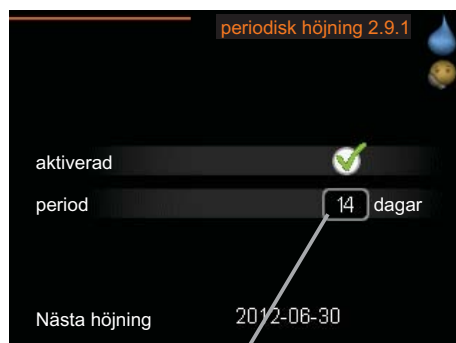 periodisk höjning 2.9.1
aktiverad
period 14 dagar
Nästa höjning 2012-06-30